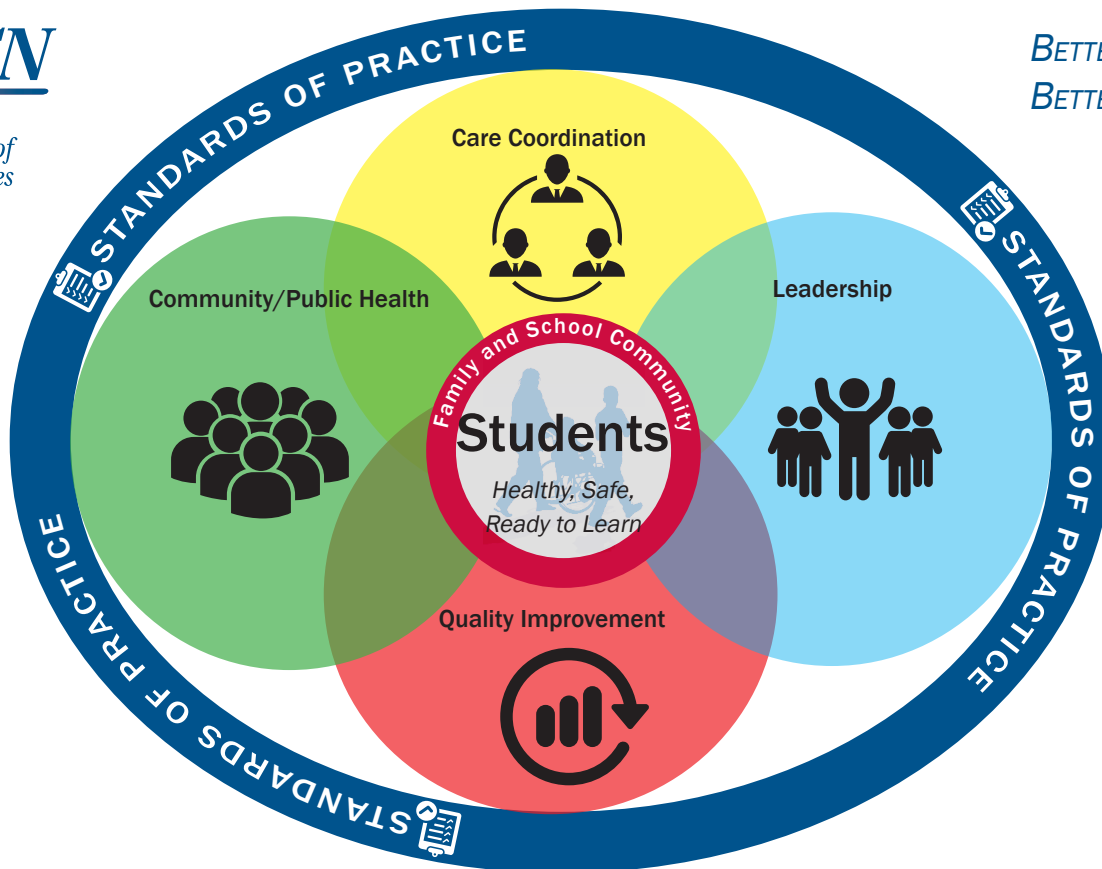 STANDARDS OF PRACTICE
of
Care Coordination
STANDARDS OF PRACTICE
Community/Public Health
Leadership
Family and School Community
Students
Healthy, Safe,
Ready to Learn
Quality Improvement
STANDARDS OF PRACTICE